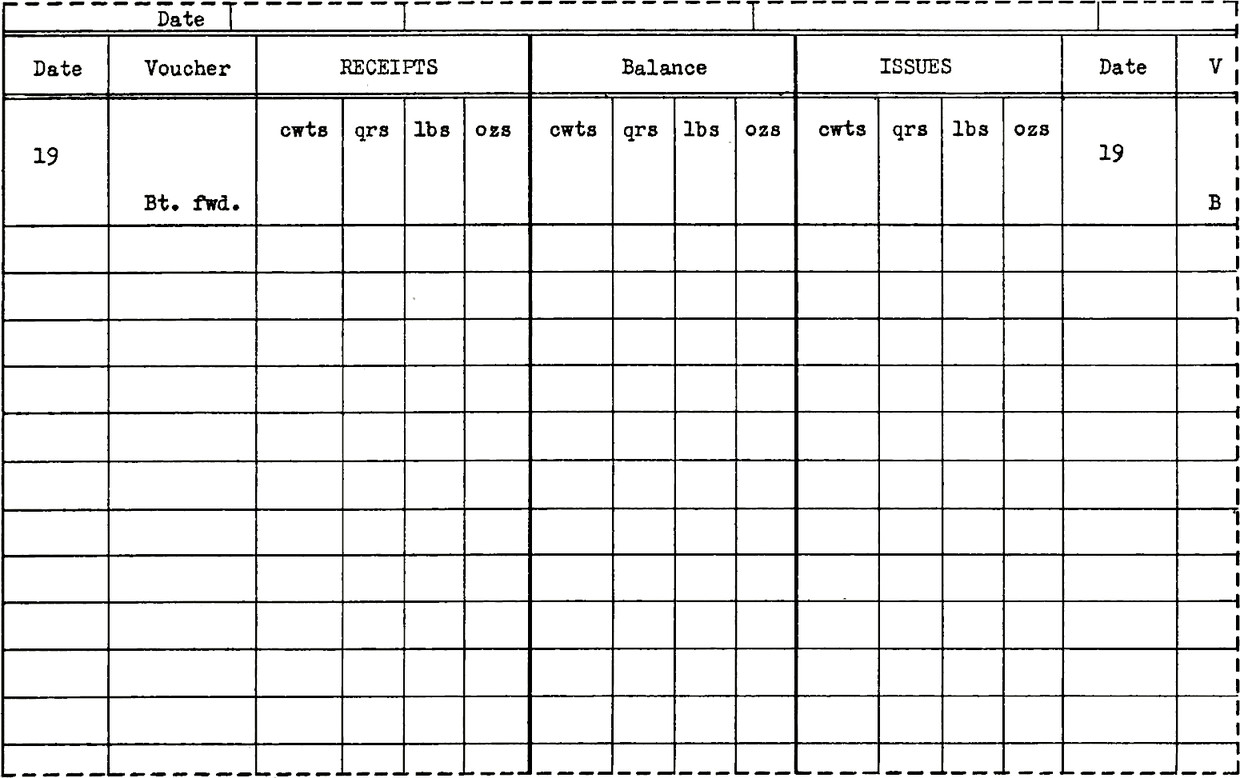 Date
Date Voucher RECEIPTS Balance ISSUES Date V
cwts qrs lbs ozs cwts qrs lbs ozs cwts qrs lbs ozs
19 19
Bt. fwd. B